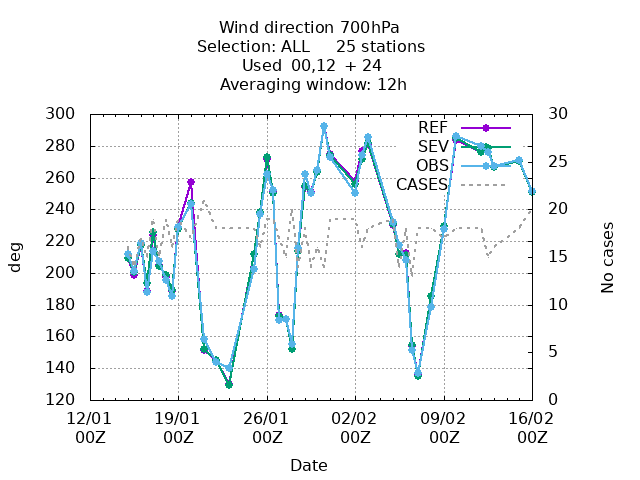 Wind direction 700hPa
Selection: ALL 25 stations
Used 00,12 + 24
Averaging window: 12h
300 30
REF
280
SEV
25
OBS
260
CASES
240
20
220
deg
No cases
15
200
180
10
160
5
140
120 0
12/01 19/01 26/01 02/02 09/02 16/02
00Z 00Z 00Z 00Z 00Z 00Z
Date